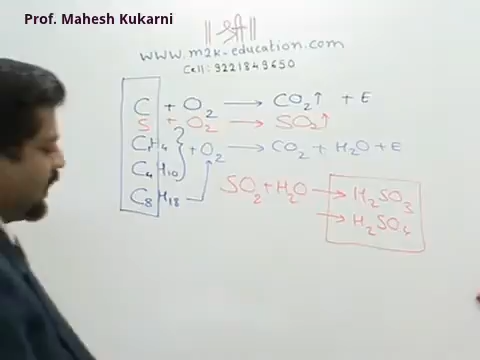 Prof. Mahesh Kukarni
|| श्री ||
www.m2k-education.com
Cell: 9221849650
C + O2 → CO2↑ + E
S + O2 → SO2↑
C1H4
+ O2 → CO2 + H2O + E
C4H10
C8H18
SO2 + H2O → H2SO3
→ H2SO4